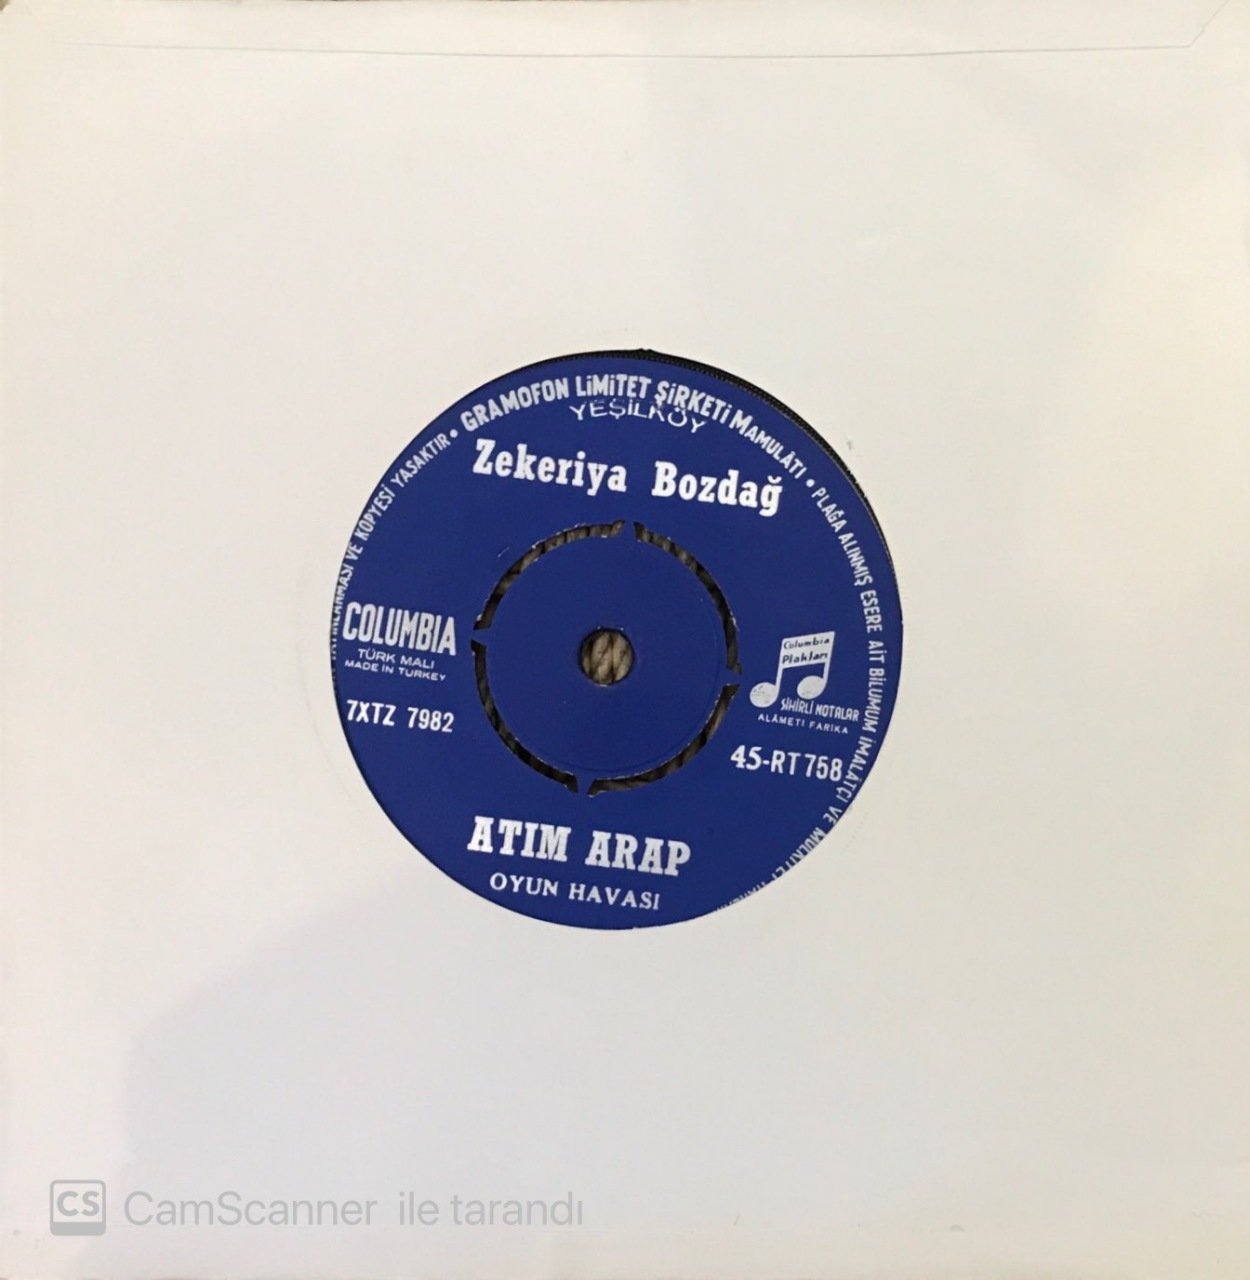 GRAMOFON LİMİTET ŞİRKETİ MAMULÂTI • PLAĞA ALINMIŞ ESERE AİT BİLUMUM İMALÂTÇI VE
VE KOPYESİ YASAKTIR •
YEŞİLKÖY
Zekeriya Bozdağ
COLUMBIA
TÜRK MALI
MADE IN TURKEY
7XTZ 7982
Columbia
Plakları
SİHİRLİ NOTALAR
ALÂMETİ FARİKA
45-RT 758
ATIM ARAP
OYUN HAVASI
CS CamScanner ile tarandı